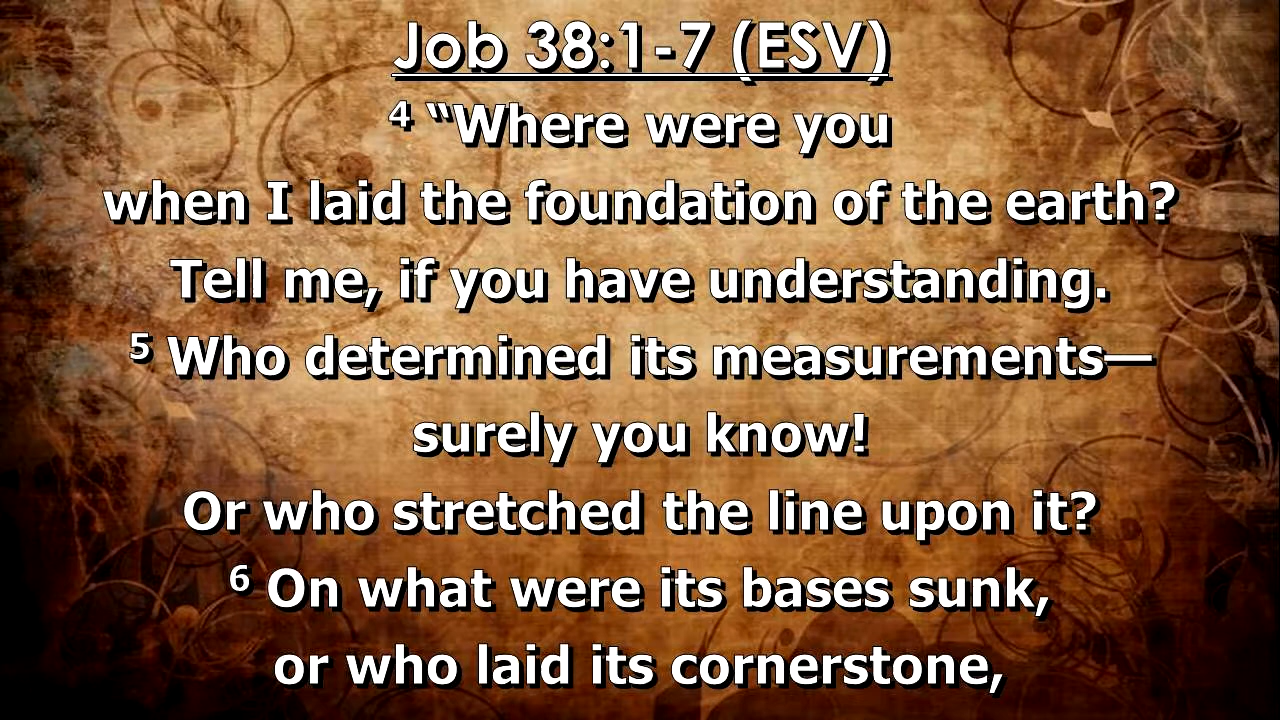 Job 38:1-7 (ESV)
4 “Where were you
when I laid the foundation of the earth?
Tell me, if you have understanding.
5 Who determined its measurements—
surely you know!
Or who stretched the line upon it?
6 On what were its bases sunk,
or who laid its cornerstone,